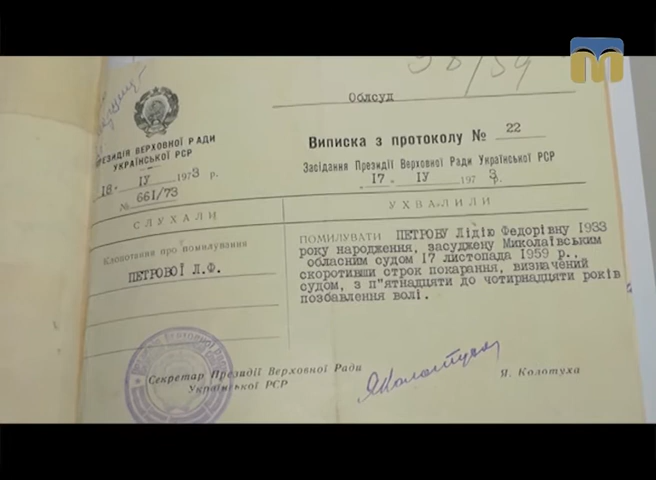 58/59
Облсуд
ПРЕЗИДІЯ ВЕРХОВНОЇ РАДИ
УКРАЇНСЬКОЇ РСР
18. IV 1973 р.
№ 661/73
Виписка з протоколу № 22
Засідання Президії Верховної Ради Української РСР
17. IV 1973 р.
СЛУХАЛИ
УХВАЛИЛИ
Клопотання про помилування
ПЕТРОВОЇ Л.Ф.
ПОМИЛУВАТИ ПЕТРОВУ Лідію Федорівну 1933
року народження, засуджену Миколаївським
обласним судом 17 листопада 1959 р.,
скоротивши строк покарання, визначений
судом, з п"ятнадцяти до чотирнадцяти років
позбавлення волі.
Секретар Президії Верховної Ради
Української РСР
Я. Колотуха